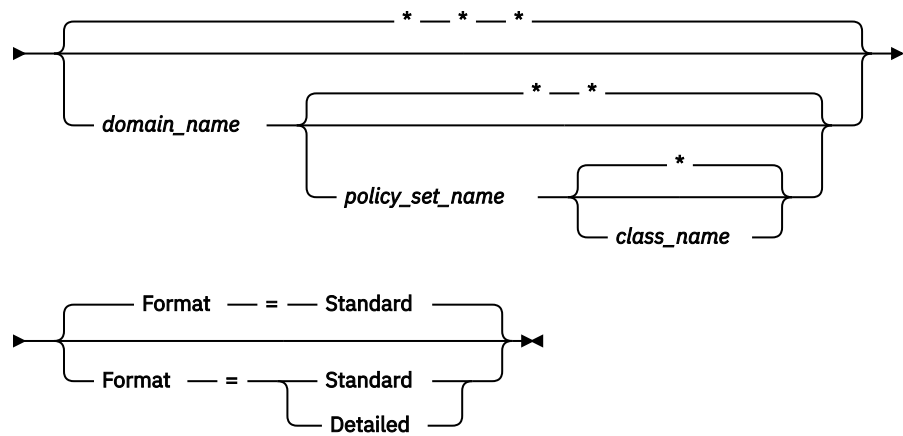 * * *
* *
domain_name
*
policy_set_name
class_name
Format = Standard
Format = Standard
Detailed